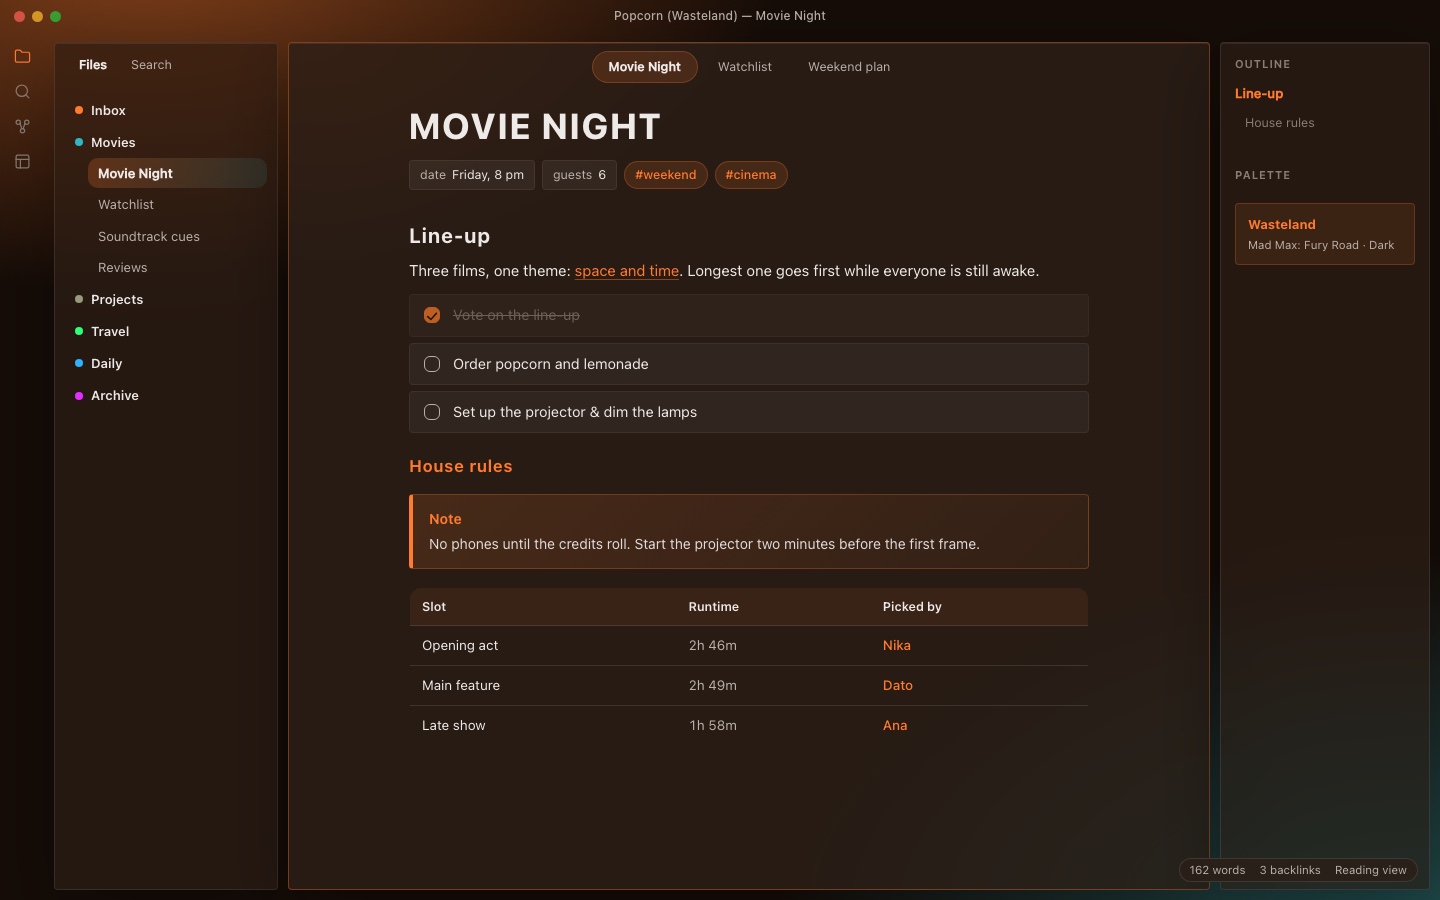 Popcorn (Wasteland) — Movie Night
Files Search
Inbox
Movies
Movie Night
Watchlist
Soundtrack cues
Reviews
Projects
Travel
Daily
Archive
Movie Night Watchlist Weekend plan
MOVIE NIGHT
date Friday, 8 pm guests 6 #weekend #cinema
Line-up
Three films, one theme: space and time. Longest one goes first while everyone is still awake.
Vote on the line-up
Order popcorn and lemonade
Set up the projector & dim the lamps
House rules
Note
No phones until the credits roll. Start the projector two minutes before the first frame.
Slot Runtime Picked by
Opening act 2h 46m Nika
Main feature 2h 49m Dato
Late show 1h 58m Ana
OUTLINE
Line-up
House rules
PALETTE
Wasteland
Mad Max: Fury Road · Dark
162 words 3 backlinks Reading view